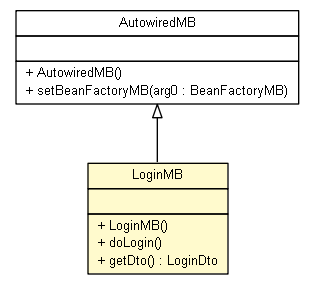 AutowiredMB
+ AutowiredMB()
+ setBeanFactoryMB(arg0 : BeanFactoryMB)
LoginMB
+ LoginMB()
+ doLogin()
+ getDto() : LoginDto